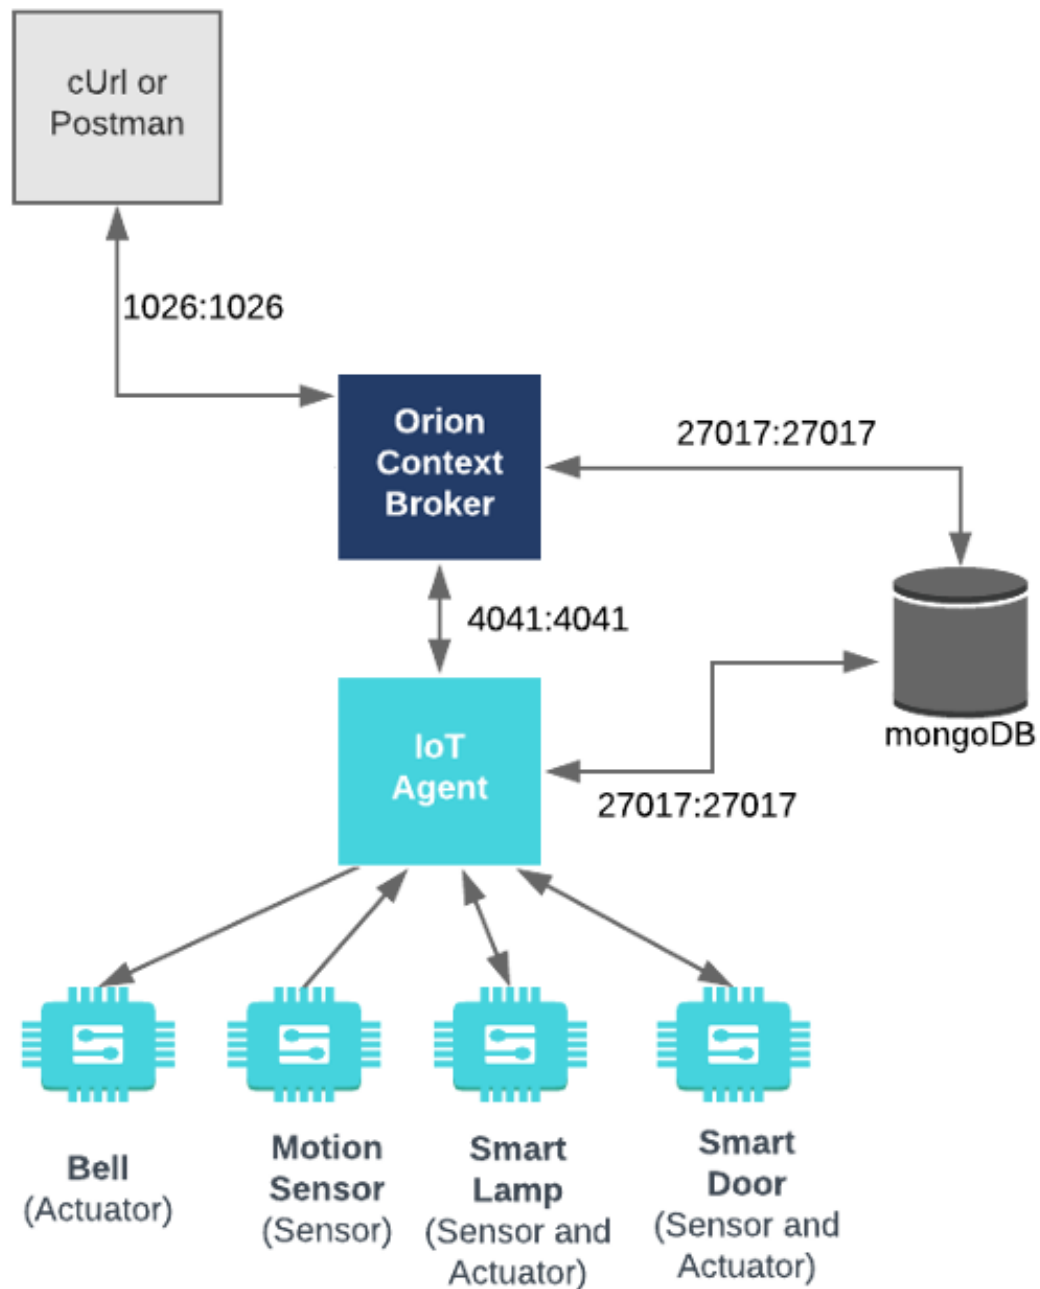 cUrl or
Postman
1026:1026
Orion
Context
Broker
27017:27017
4041:4041
IoT
Agent
mongoDB
27017:27017
Bell
(Actuator)
Motion
Sensor
(Sensor)
Smart
Lamp
(Sensor and
Actuator)
Smart
Door
(Sensor and
Actuator)